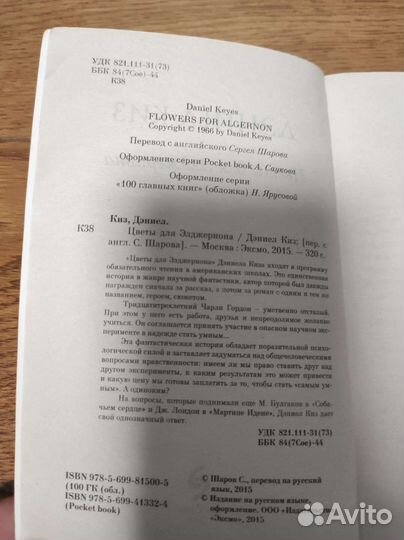 УДК 821.111-31(73)
ББК 84(7Сое)-44
К38
Daniel Keyes
FLOWERS FOR ALGERNON
Copyright © 1966 by Daniel Keyes
Перевод с английского Сергея Шарова
Оформление серии Pocket book А. Саукова
Оформление серии
"100 главных книг" (обложка) Н. Ярусовой
Киз, Дэниел.
К38
Цветы для Элджернона / Дэниел Киз; [пер. с
англ. С. Шарова]. — Москва : Эксмо, 2015. — 320 с.
«Цветы для Элджернона» Дэниела Киза входят в программу
обязательного чтения в американских школах. Это единственная
история в жанре научной фантастики, автор которой был дважды
награжден сначала за рассказ, а потом за роман с одним и тем же
названием, героем, сюжетом.
Тридцатитрехлетний Чарли Гордон — умственно отсталый.
При этом у него есть работа, друзья и непреодолимое желание
учиться. Он соглашается принять участие в опасном научном экспе-
рименте в надежде стать умным...
Эта фантастическая история обладает поразительной психо-
логической силой и заставляет задуматься над общечеловеческими
вопросами нравственности: имеем ли мы право ставить друг над
другом эксперименты, к каким результатам это может привести
и какую цену мы готовы заплатить за то, чтобы стать «самым ум-
ным». А одиноким?
На вопросы, которые поднимали еще М. Булгаков в «Соба-
чьем сердце» и Дж. Лондон в «Мартине Идене», Дэниел Киз дает
свой однозначный ответ.
УДК 821.111-31(73)
ББК 84(7Сое)-44
© Шаров С., перевод на русский
язык, 2015
© Издание на русском языке,
оформление. ООО «Издательство
«Эксмо», 2015
ISBN 978-5-699-81500-5
(100 ГК (обл.)
ISBN 978-5-699-41332-4
(Pocket book)
Avito